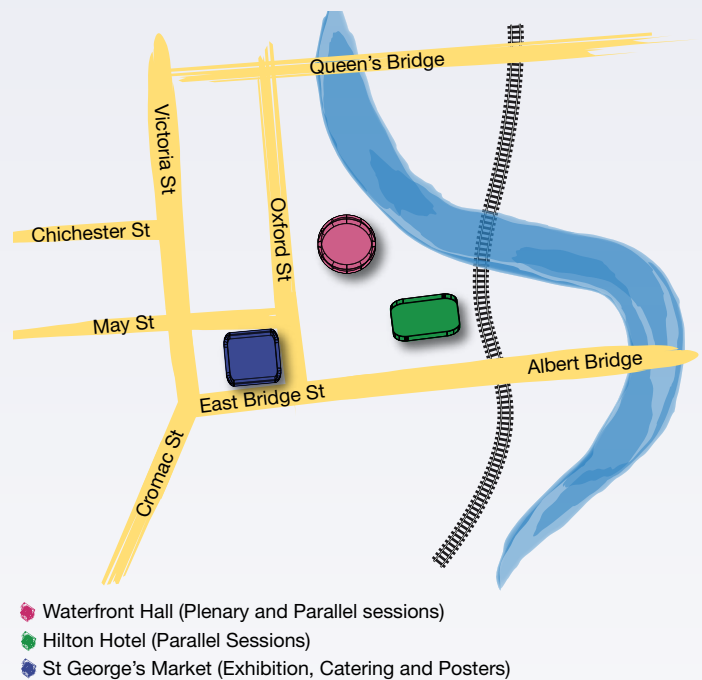 Queen's Bridge
Victoria St
Oxford St
Chichester St
May St
Albert Bridge
East Bridge St
Cromac St
Waterfront Hall (Plenary and Parallel sessions)
Hilton Hotel (Parallel Sessions)
St George's Market (Exhibition, Catering and Posters)